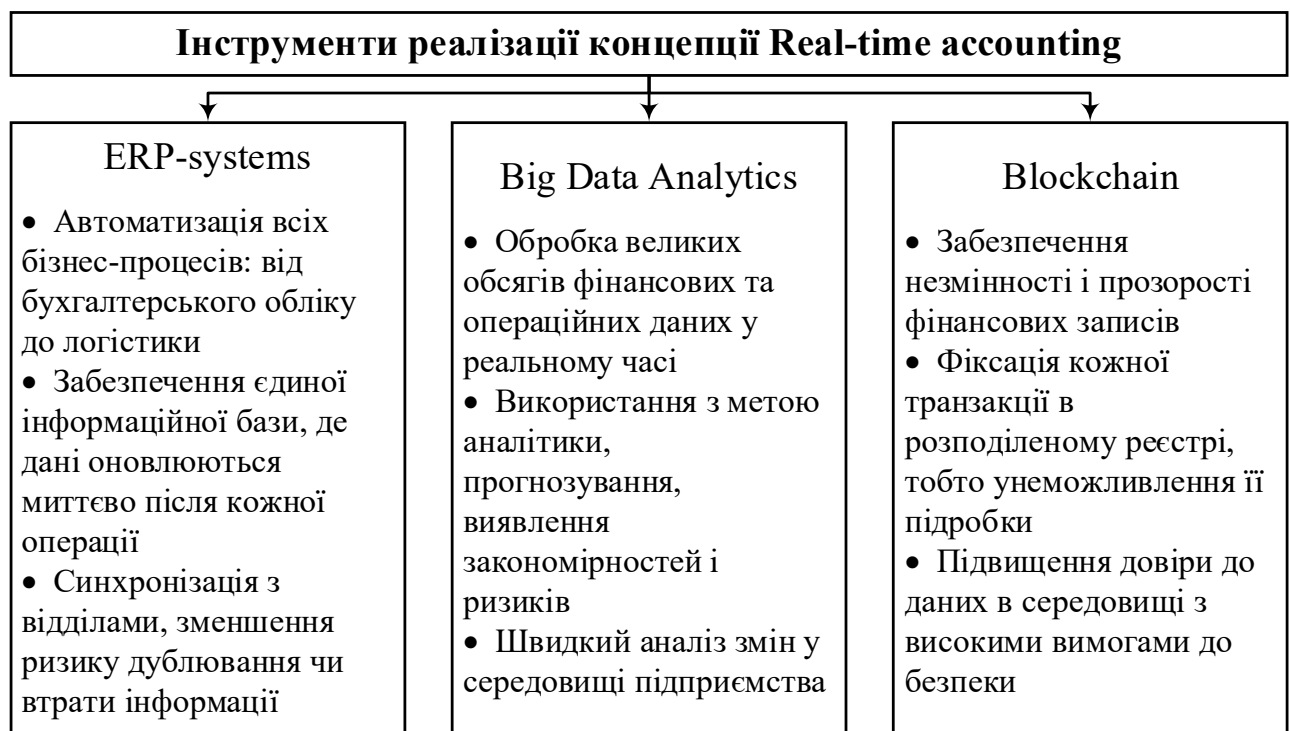 Інструменти реалізації концепції Real-time accounting
ERP-systems
• Автоматизація всіх
бізнес-процесів: від
бухгалтерського обліку
до логістики
• Забезпечення єдиної
інформаційної бази, де
дані оновлюються
миттєво після кожної
операції
• Синхронізація з
відділами, зменшення
ризику дублювання чи
втрати інформації
Big Data Analytics
• Обробка великих
обсягів фінансових та
операційних даних у
реальному часі
• Використання з метою
аналітики,
прогнозування,
виявлення
закономірностей і
ризиків
• Швидкий аналіз змін у
середовищі підприємства
Blockchain
• Забезпечення
незмінності і прозорості
фінансових записів
• Фіксація кожної
транзакції в
розподіленому реєстрі,
тобто унеможливлення її
підробки
• Підвищення довіри до
даних в середовищі з
високими вимогами до
безпеки